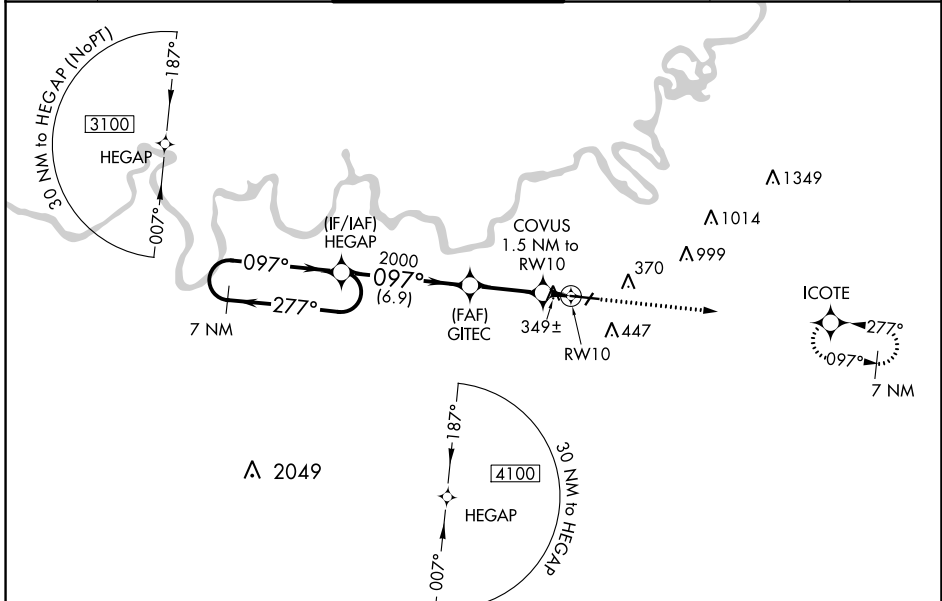 30 NM to HEGAP (NoPT)
187°
3100
HEGAP
007°
(IF/IAF)
HEGAP
097°
277°
7 NM
2000
097°
(6.9)
(FAF)
GITEC
COVUS
1.5 NM to
RW10
349±
RW10
370
447
999
1014
1349
ICOTE
277°
097°
7 NM
2049
187°
4100
HEGAP
007°
30 NM to HEGAP